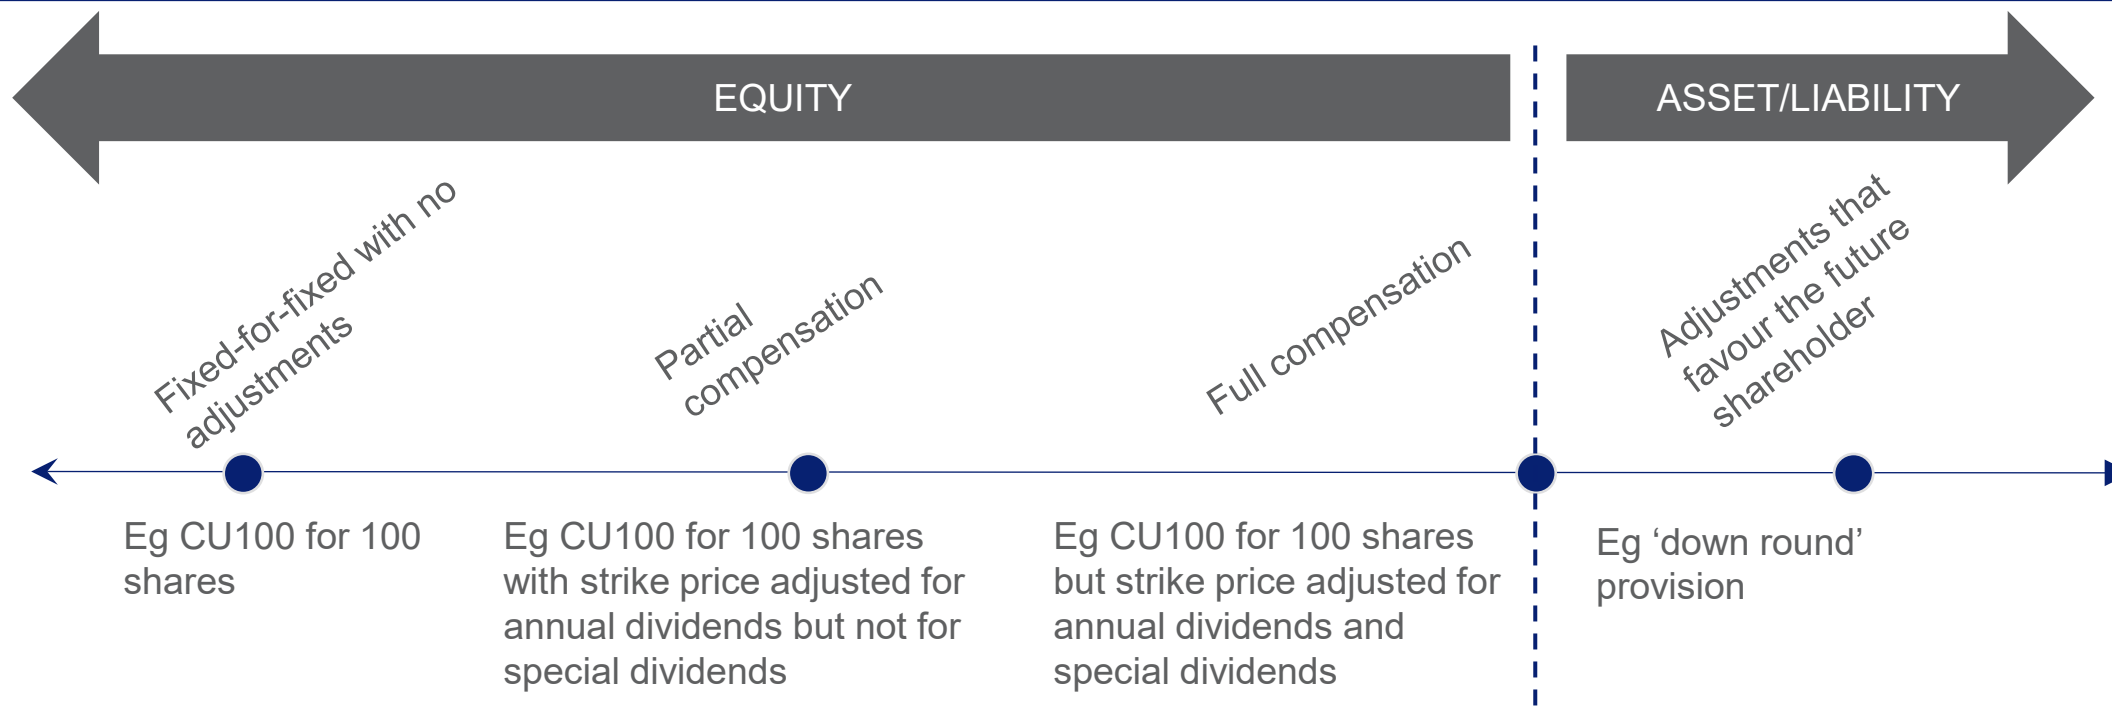 EQUITY
ASSET/LIABILITY
Fixed-for-fixed with no
adjustments
Partial
compensation
Full compensation
Adjustments that
favour the future
shareholder
Eg CU100 for 100
shares
Eg CU100 for 100 shares
with strike price adjusted for
annual dividends but not for
special dividends
Eg CU100 for 100 shares
but strike price adjusted for
annual dividends and
special dividends
Eg ‘down round’
provision